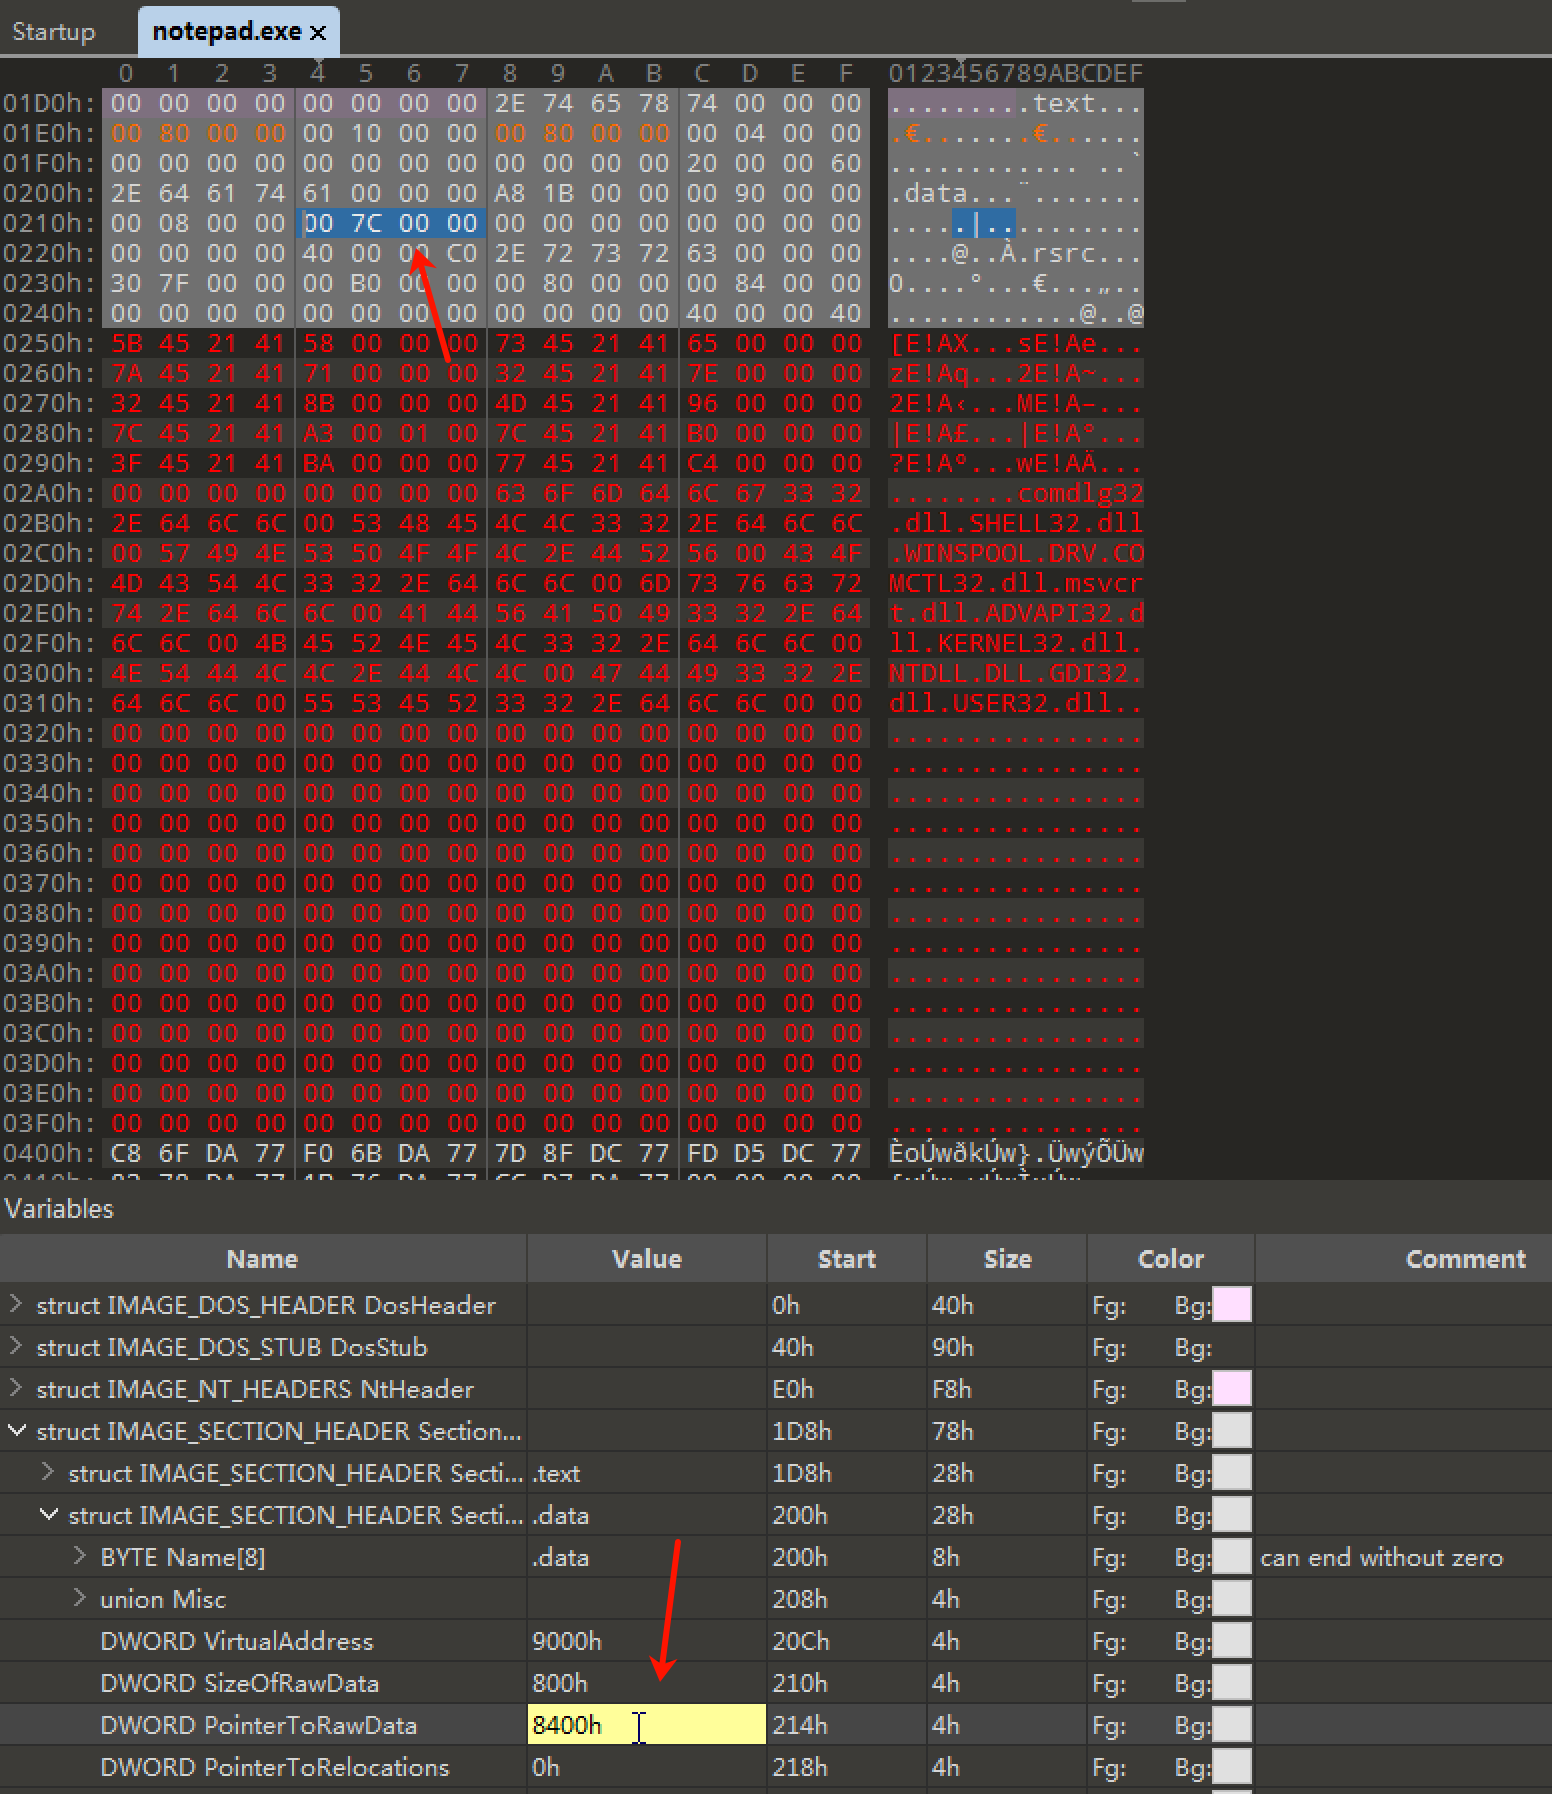 Startup notepad.exe ×
0 1 2 3 4 5 6 7 8 9 A B C D E F 0123456789ABCDEF
01D0h: 00 00 00 00 00 00 00 00 2E 74 65 78 74 00 00 00 .........text...
01E0h: 00 80 00 00 00 10 00 00 00 80 00 00 00 04 00 00 .€.......€......
01F0h: 00 00 00 00 00 00 00 00 00 00 00 00 20 00 00 60 ............ ..`
0200h: 2E 64 61 74 61 00 00 00 A8 1B 00 00 00 90 00 00 .data...¨.......
0210h: 00 08 00 00 00 7C 00 00 00 00 00 00 00 00 00 00 .....|..........
0220h: 00 00 00 00 40 00 00 C0 2E 72 73 72 63 00 00 00 ....@..À.rsrc...
0230h: 30 7F 00 00 00 B0 00 00 00 80 00 00 00 84 00 00 0....°...€...„..
0240h: 00 00 00 00 00 00 00 00 00 00 00 00 40 00 00 40 ............@..@
0250h: 5B 45 21 41 58 00 00 00 73 45 21 41 65 00 00 00 [E!AX...sE!Ae...
0260h: 7A 45 21 41 71 00 00 00 32 45 21 41 7E 00 00 00 zE!Aq...2E!A~...
0270h: 32 45 21 41 8B 00 00 00 4D 45 21 41 96 00 00 00 2E!A‹...ME!A–...
0280h: 7C 45 21 41 A3 00 01 00 7C 45 21 41 B0 00 00 00 |E!A£...|E!A°...
0290h: 3F 45 21 41 BA 00 00 00 77 45 21 41 C4 00 00 00 ?E!Aº...wE!AÄ...
02A0h: 00 00 00 00 00 00 00 00 63 6F 6D 64 6C 67 33 32 ........comdlg32
02B0h: 2E 64 6C 6C 00 53 48 45 4C 4C 33 32 2E 64 6C 6C .dll.SHELL32.dll
02C0h: 00 57 49 4E 53 50 4F 4F 4C 2E 44 52 56 00 43 4F .WINSPOOL.DRV.CO
02D0h: 4D 43 54 4C 33 32 2E 64 6C 6C 00 6D 73 76 63 72 MCTL32.dll.msvcr
02E0h: 74 2E 64 6C 6C 00 41 44 56 41 50 49 33 32 2E 64 t.dll.ADVAPI32.d
02F0h: 6C 6C 00 4B 45 52 4E 45 4C 33 32 2E 64 6C 6C 00 ll.KERNEL32.dll.
0300h: 4E 54 44 4C 4C 2E 44 4C 4C 00 47 44 49 33 32 2E NTDLL.DLL.GDI32.
0310h: 64 6C 6C 00 55 53 45 52 33 32 2E 64 6C 6C 00 00 dll.USER32.dll..
0320h: 00 00 00 00 00 00 00 00 00 00 00 00 00 00 00 00 ................
0330h: 00 00 00 00 00 00 00 00 00 00 00 00 00 00 00 00 ................
0340h: 00 00 00 00 00 00 00 00 00 00 00 00 00 00 00 00 ................
0350h: 00 00 00 00 00 00 00 00 00 00 00 00 00 00 00 00 ................
0360h: 00 00 00 00 00 00 00 00 00 00 00 00 00 00 00 00 ................
0370h: 00 00 00 00 00 00 00 00 00 00 00 00 00 00 00 00 ................
0380h: 00 00 00 00 00 00 00 00 00 00 00 00 00 00 00 00 ................
0390h: 00 00 00 00 00 00 00 00 00 00 00 00 00 00 00 00 ................
03A0h: 00 00 00 00 00 00 00 00 00 00 00 00 00 00 00 00 ................
03B0h: 00 00 00 00 00 00 00 00 00 00 00 00 00 00 00 00 ................
03C0h: 00 00 00 00 00 00 00 00 00 00 00 00 00 00 00 00 ................
03D0h: 00 00 00 00 00 00 00 00 00 00 00 00 00 00 00 00 ................
03E0h: 00 00 00 00 00 00 00 00 00 00 00 00 00 00 00 00 ................
03F0h: 00 00 00 00 00 00 00 00 00 00 00 00 00 00 00 00 ................
0400h: C8 6F DA 77 F0 6B DA 77 7D 8F DC 77 FD D5 DC 77 ÈoÚwðkÚw}.ÜwýÕÜw
Variables
Name Value Start Size Color Comment
struct IMAGE_DOS_HEADER DosHeader 0h 40h Fg: Bg:
struct IMAGE_DOS_STUB DosStub 40h 90h Fg: Bg:
struct IMAGE_NT_HEADERS NtHeader E0h F8h Fg: Bg:
struct IMAGE_SECTION_HEADER Section... 1D8h 78h Fg: Bg:
struct IMAGE_SECTION_HEADER Secti... .text 1D8h 28h Fg: Bg:
struct IMAGE_SECTION_HEADER Secti... .data 200h 28h Fg: Bg:
BYTE Name[8] .data 200h 8h Fg: Bg: can end without zero
union Misc 208h 4h Fg: Bg:
DWORD VirtualAddress 9000h 20Ch 4h Fg: Bg:
DWORD SizeOfRawData 800h 210h 4h Fg: Bg:
DWORD PointerToRawData 8400h 214h 4h Fg: Bg:
DWORD PointerToRelocations 0h 218h 4h Fg: Bg: